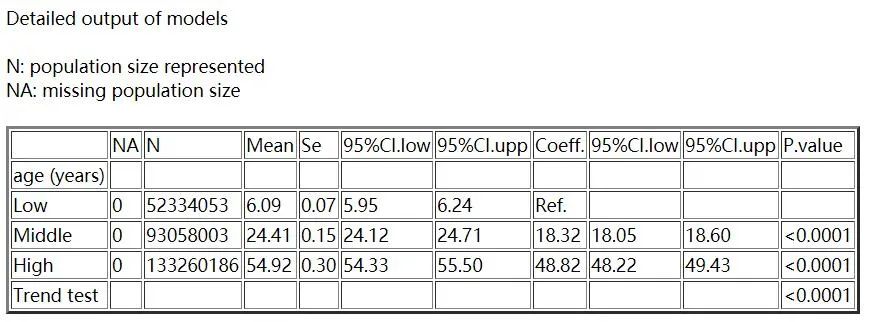 Detailed output of models
N: population size represented
NA: missing population size
NA N Mean Se 95%CI.low 95%CI.upp Coeff. 95%CI.low 95%CI.upp P.value
age (years)
Low 0 52334053 6.09 0.07 5.95 6.24 Ref.
Middle 0 93058003 24.41 0.15 24.12 24.71 18.32 18.05 18.60 <0.0001
High 0 133260186 54.92 0.30 54.33 55.50 48.82 48.22 49.43 <0.0001
Trend test <0.0001